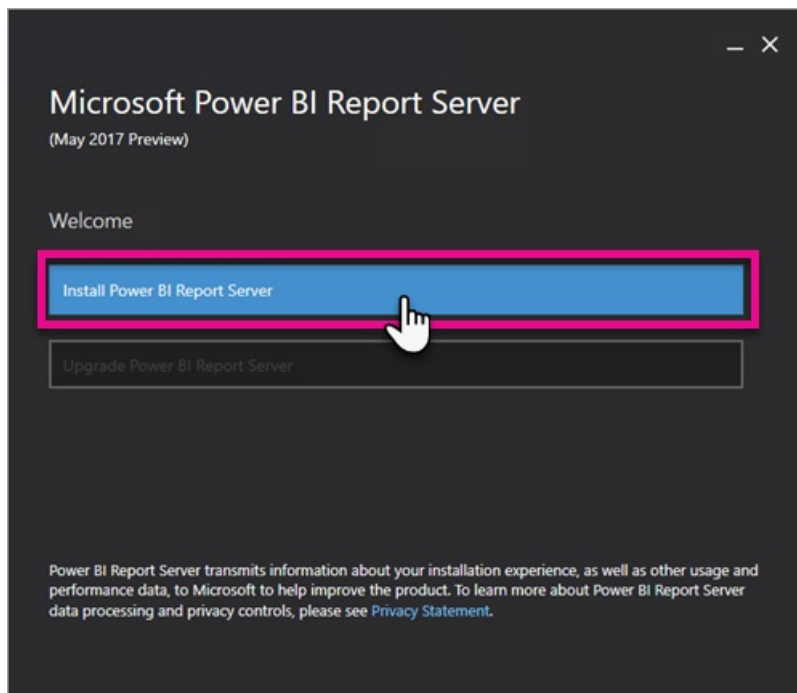 Microsoft Power BI Report Server
(May 2017 Preview)
Welcome
Install Power BI Report Server
Upgrade Power BI Report Server
Power BI Report Server transmits information about your installation experience, as well as other usage and
performance data, to Microsoft to help improve the product. To learn more about Power BI Report Server
data processing and privacy controls, please see Privacy Statement.